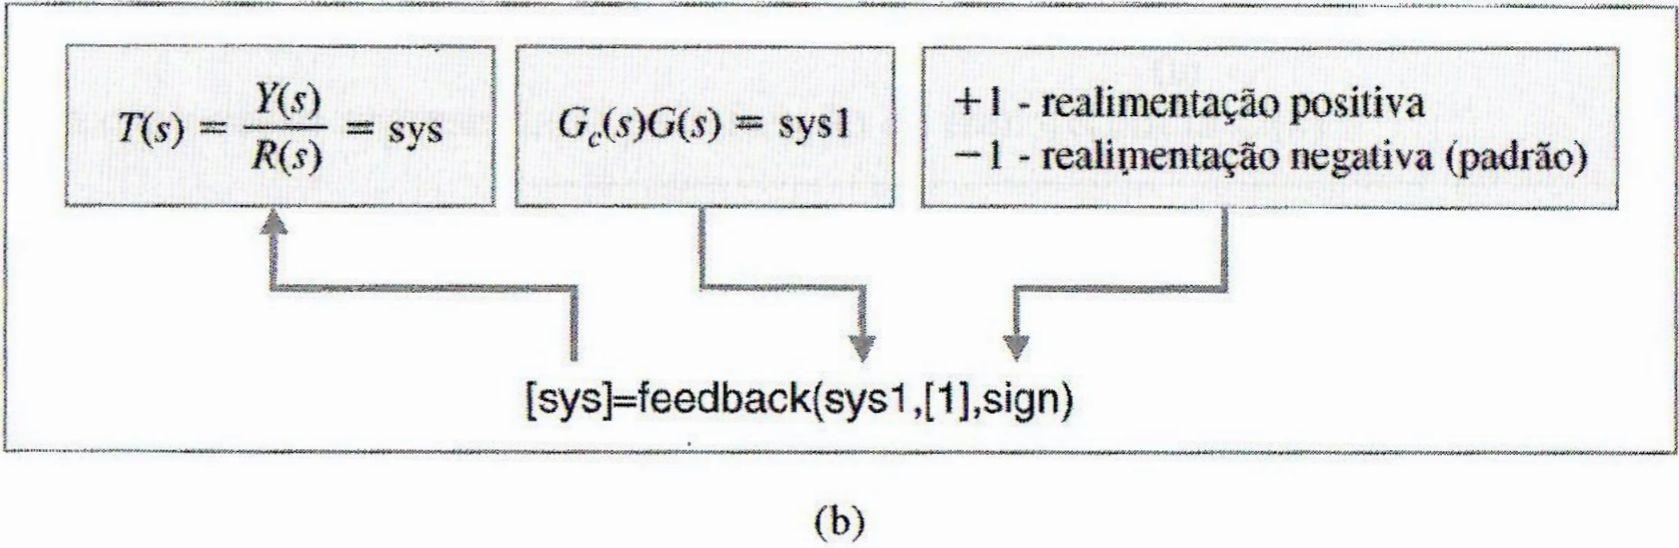 T(s) = Y(s)/R(s) = sys
G_c(s)G(s) = sys1
+1 - realimentação positiva
−1 - realimentação negativa (padrão)
[sys]=feedback(sys1,[1],sign)
(b)